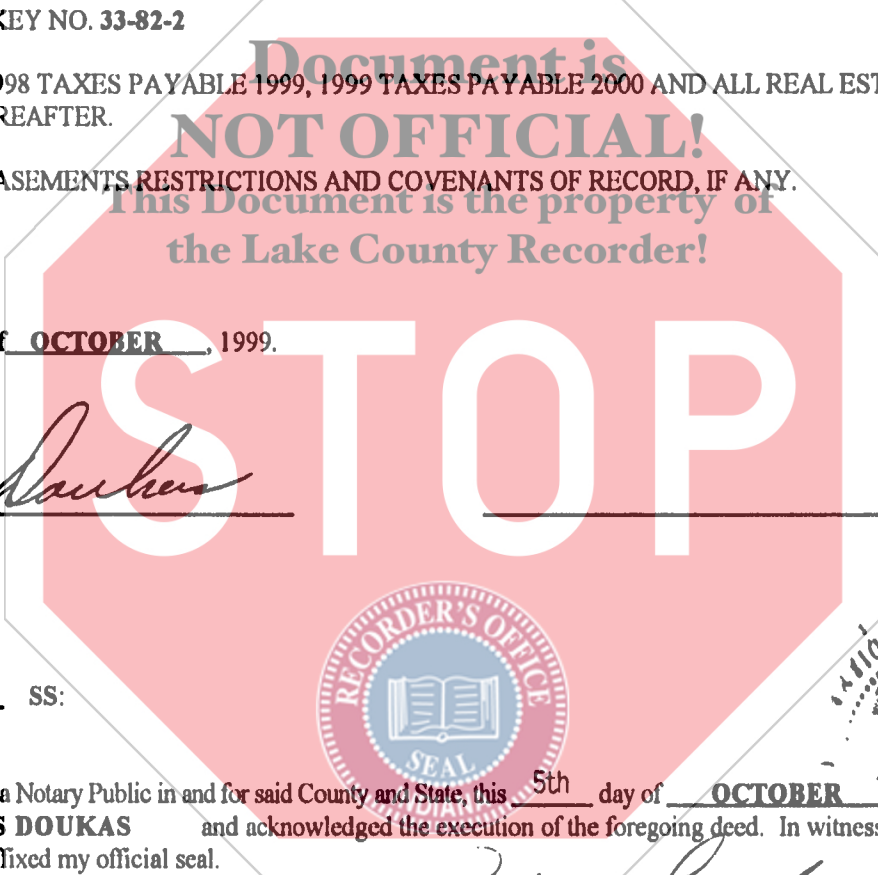 KEY NO. 33-82-2
Document is
98 TAXES PAYABLE 1999, 1999 TAXES PAYABLE 2000 AND ALL REAL EST
REAFTER.
NOT OFFICIAL!
ASEMENTS RESTRICTIONS AND COVENANTS OF RECORD, IF ANY.
This Document is the property of
the Lake County Recorder!
f OCTOBER, 1999.
STOP
Doukas
RECORDER'S OFFICE
SS:
SEAL
INDIANA
a Notary Public in and for said County and State, this 5th day of OCTOBER
S DOUKAS and acknowledged the execution of the foregoing deed. In witness
ffixed my official seal.